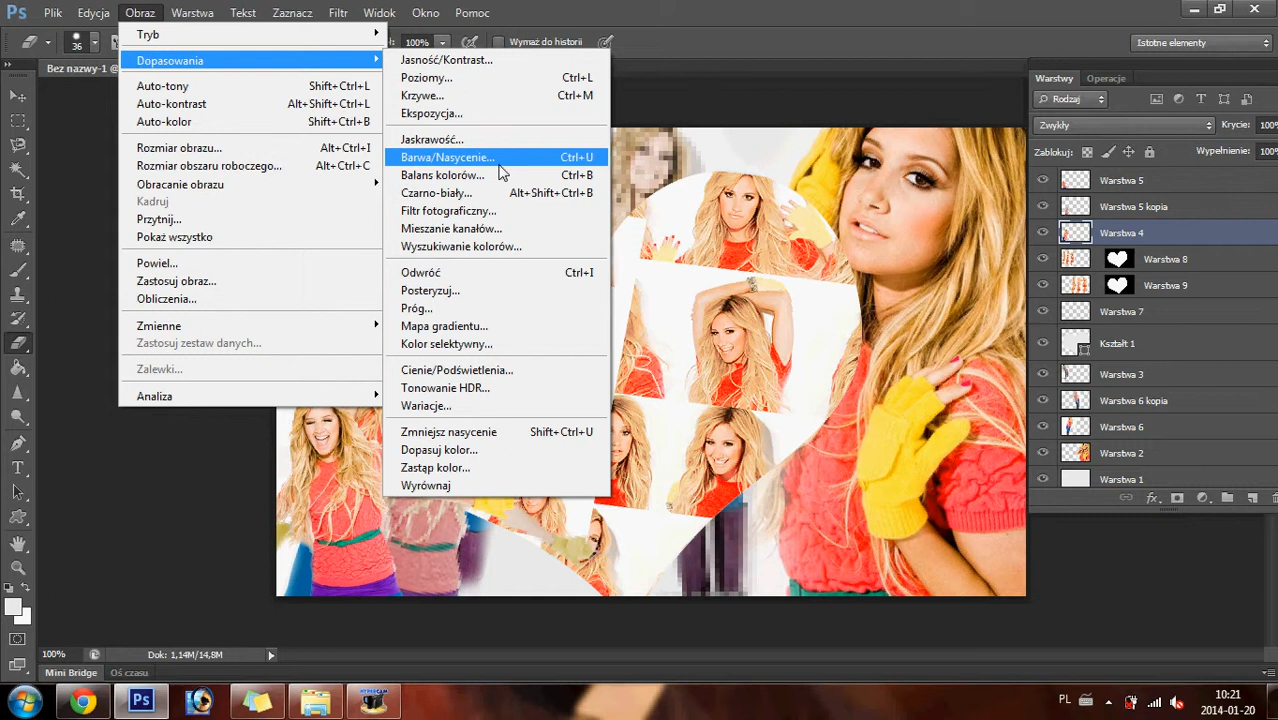 Ps Plik Edycja Obraz Warstwa Tekst Zaznacz Filtr Widok Okno Pomoc
36 100% Wymaż do historii Istotne elementy
Bez nazwy-1 @
Tryb
Dopasowania
Auto-tony Shift+Ctrl+L
Auto-kontrast Alt+Shift+Ctrl+L
Auto-kolor Shift+Ctrl+B
Rozmiar obrazu... Alt+Ctrl+I
Rozmiar obszaru roboczego... Alt+Ctrl+C
Obracanie obrazu
Kadruj
Przytnij...
Pokaż wszystko
Powiel...
Zastosuj obraz...
Obliczenia...
Zmienne
Zastosuj zestaw danych...
Zalewki...
Analiza
Jasność/Kontrast...
Poziomy... Ctrl+L
Krzywe... Ctrl+M
Ekspozycja...
Jaskrawość...
Barwa/Nasycenie... Ctrl+U
Balans kolorów... Ctrl+B
Czarno-biały... Alt+Shift+Ctrl+B
Filtr fotograficzny...
Mieszanie kanałów...
Wyszukiwanie kolorów...
Odwróć Ctrl+I
Posteryzuj...
Próg...
Mapa gradientu...
Kolor selektywny...
Cienie/Podświetlenia...
Tonowanie HDR...
Wariacje...
Zmniejsz nasycenie Shift+Ctrl+U
Dopasuj kolor...
Zastąp kolor...
Wyrównaj
Warstwy Operacje
Rodzaj
Zwykły Krycie: 100%
Zablokuj: Wypełnienie: 100%
Warstwa 5
Warstwa 5 kopia
Warstwa 4
Warstwa 8
Warstwa 9
Warstwa 7
Kształt 1
Warstwa 3
Warstwa 6 kopia
Warstwa 6
Warstwa 2
Warstwa 1
fx
100% Dok: 1,14M/14,8M
Mini Bridge Oś czasu
Ps HYPERCAM PL 10:21
2014-01-20